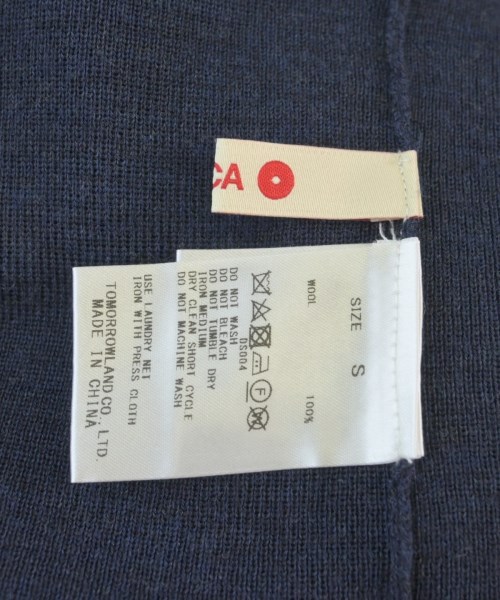 CA
SIZE S
WOOL 100%
DS004
DO NOT WASH
DO NOT BLEACH
DO NOT TUMBLE DRY
IRON MEDIUM
DRY CLEAN SHORT CYCLE
DO NOT MACHINE WASH
USE LAUNDRY NET
IRON WITH PRESS CLOTH
TOMORROWLAND CO., LTD.
MADE IN CHINA